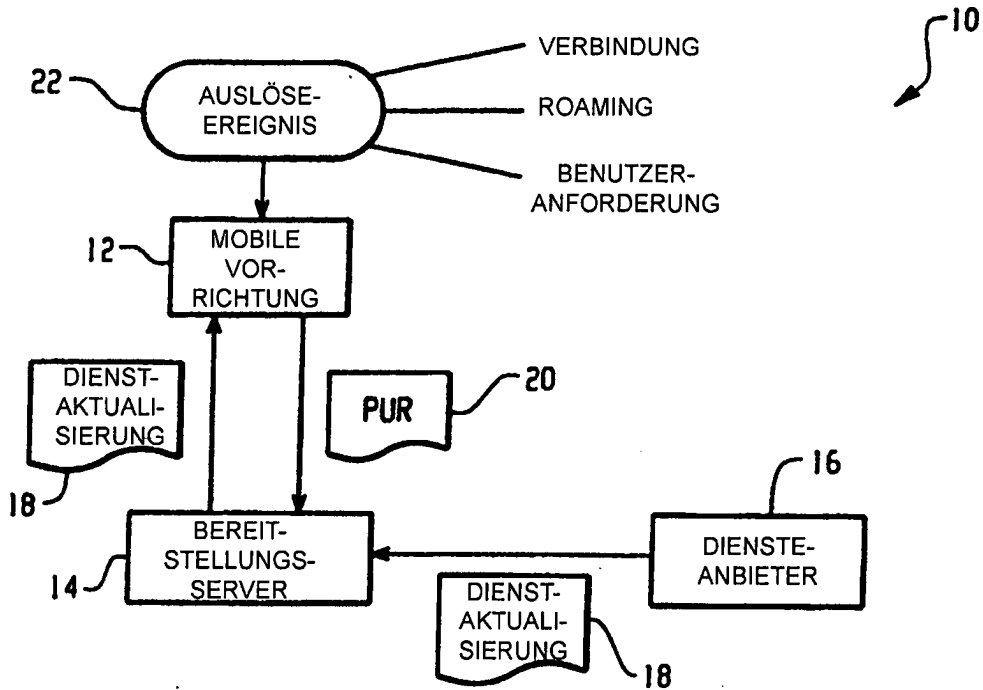 10
VERBINDUNG
22
AUSLÖSE-
EREIGNIS
ROAMING
BENUTZER-
ANFORDERUNG
12
MOBILE
VOR-
RICHTUNG
DIENST-
AKTUALI-
SIERUNG
18
PUR
20
16
BEREIT-
STELLUNGS-
SERVER
14
DIENSTE-
ANBIETER
DIENST-
AKTUALI-
SIERUNG
18